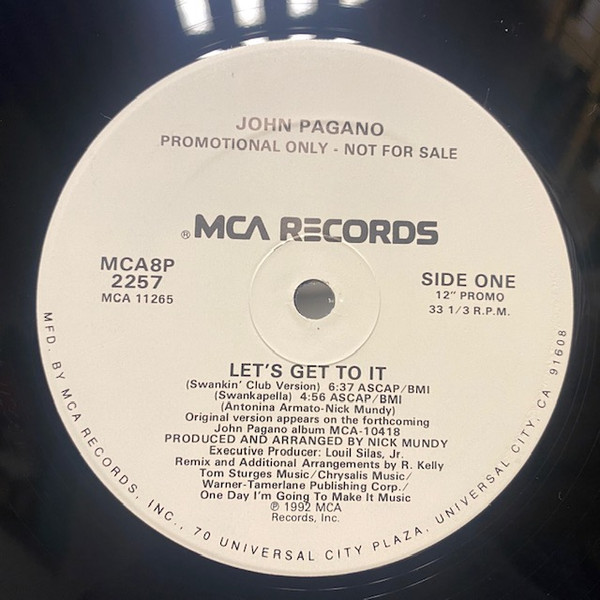 JOHN PAGANO
PROMOTIONAL ONLY - NOT FOR SALE
® MCA RECORDS
MCA8P
2257
MCA 11265
SIDE ONE
12" PROMO
33 1/3 R.P.M.
LET'S GET TO IT
(Swankin' Club Version) 6:37 ASCAP/BMI
(Swankapella) 4:56 ASCAP/BMI
(Antonina Armato-Nick Mundy)
Original version appears on the forthcoming
John Pagano album MCA-10418
PRODUCED AND ARRANGED BY NICK MUNDY
Executive Producer: Louil Silas, Jr.
Remix and Additional Arrangements by R. Kelly
Tom Sturges Music/Chrysalis Music/
Warner-Tamerlane Publishing Corp./
One Day I'm Going To Make It Music
℗ 1992 MCA
Records, Inc.
MFD. BY MCA RECORDS, INC., 70 UNIVERSAL CITY PLAZA, UNIVERSAL CITY, CA 91608